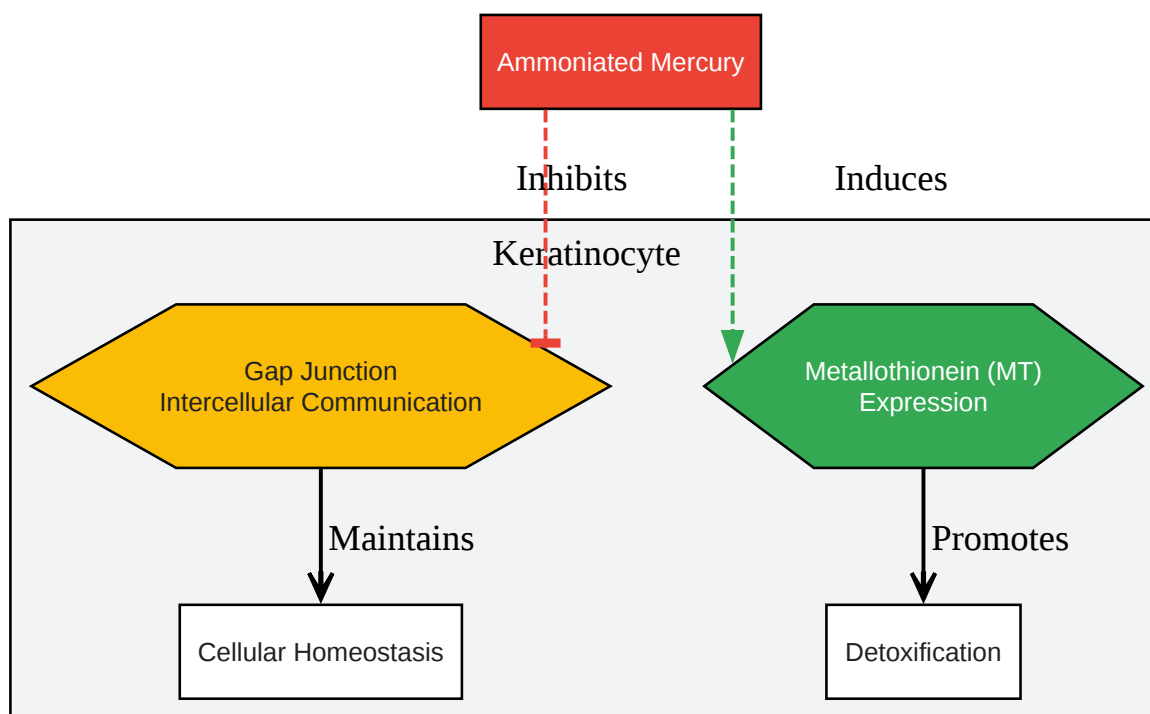 Ammoniated Mercury
Inhibits
Induces
Keratinocyte
Gap Junction
Intercellular Communication
Metallothionein (MT)
Expression
Maintains
Promotes
Cellular Homeostasis
Detoxification